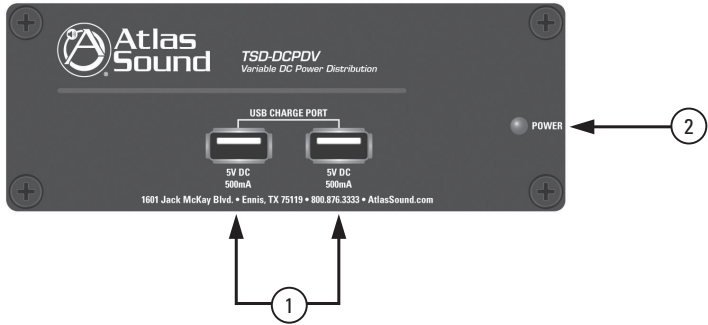 Atlas
Sound
TSD-DCPDV
Variable DC Power Distribution
USB CHARGE PORT
5V DC
500mA
5V DC
500mA
POWER
2
1601 Jack McKay Blvd. • Ennis, TX 75119 • 800.876.3333 • AtlasSound.com
1